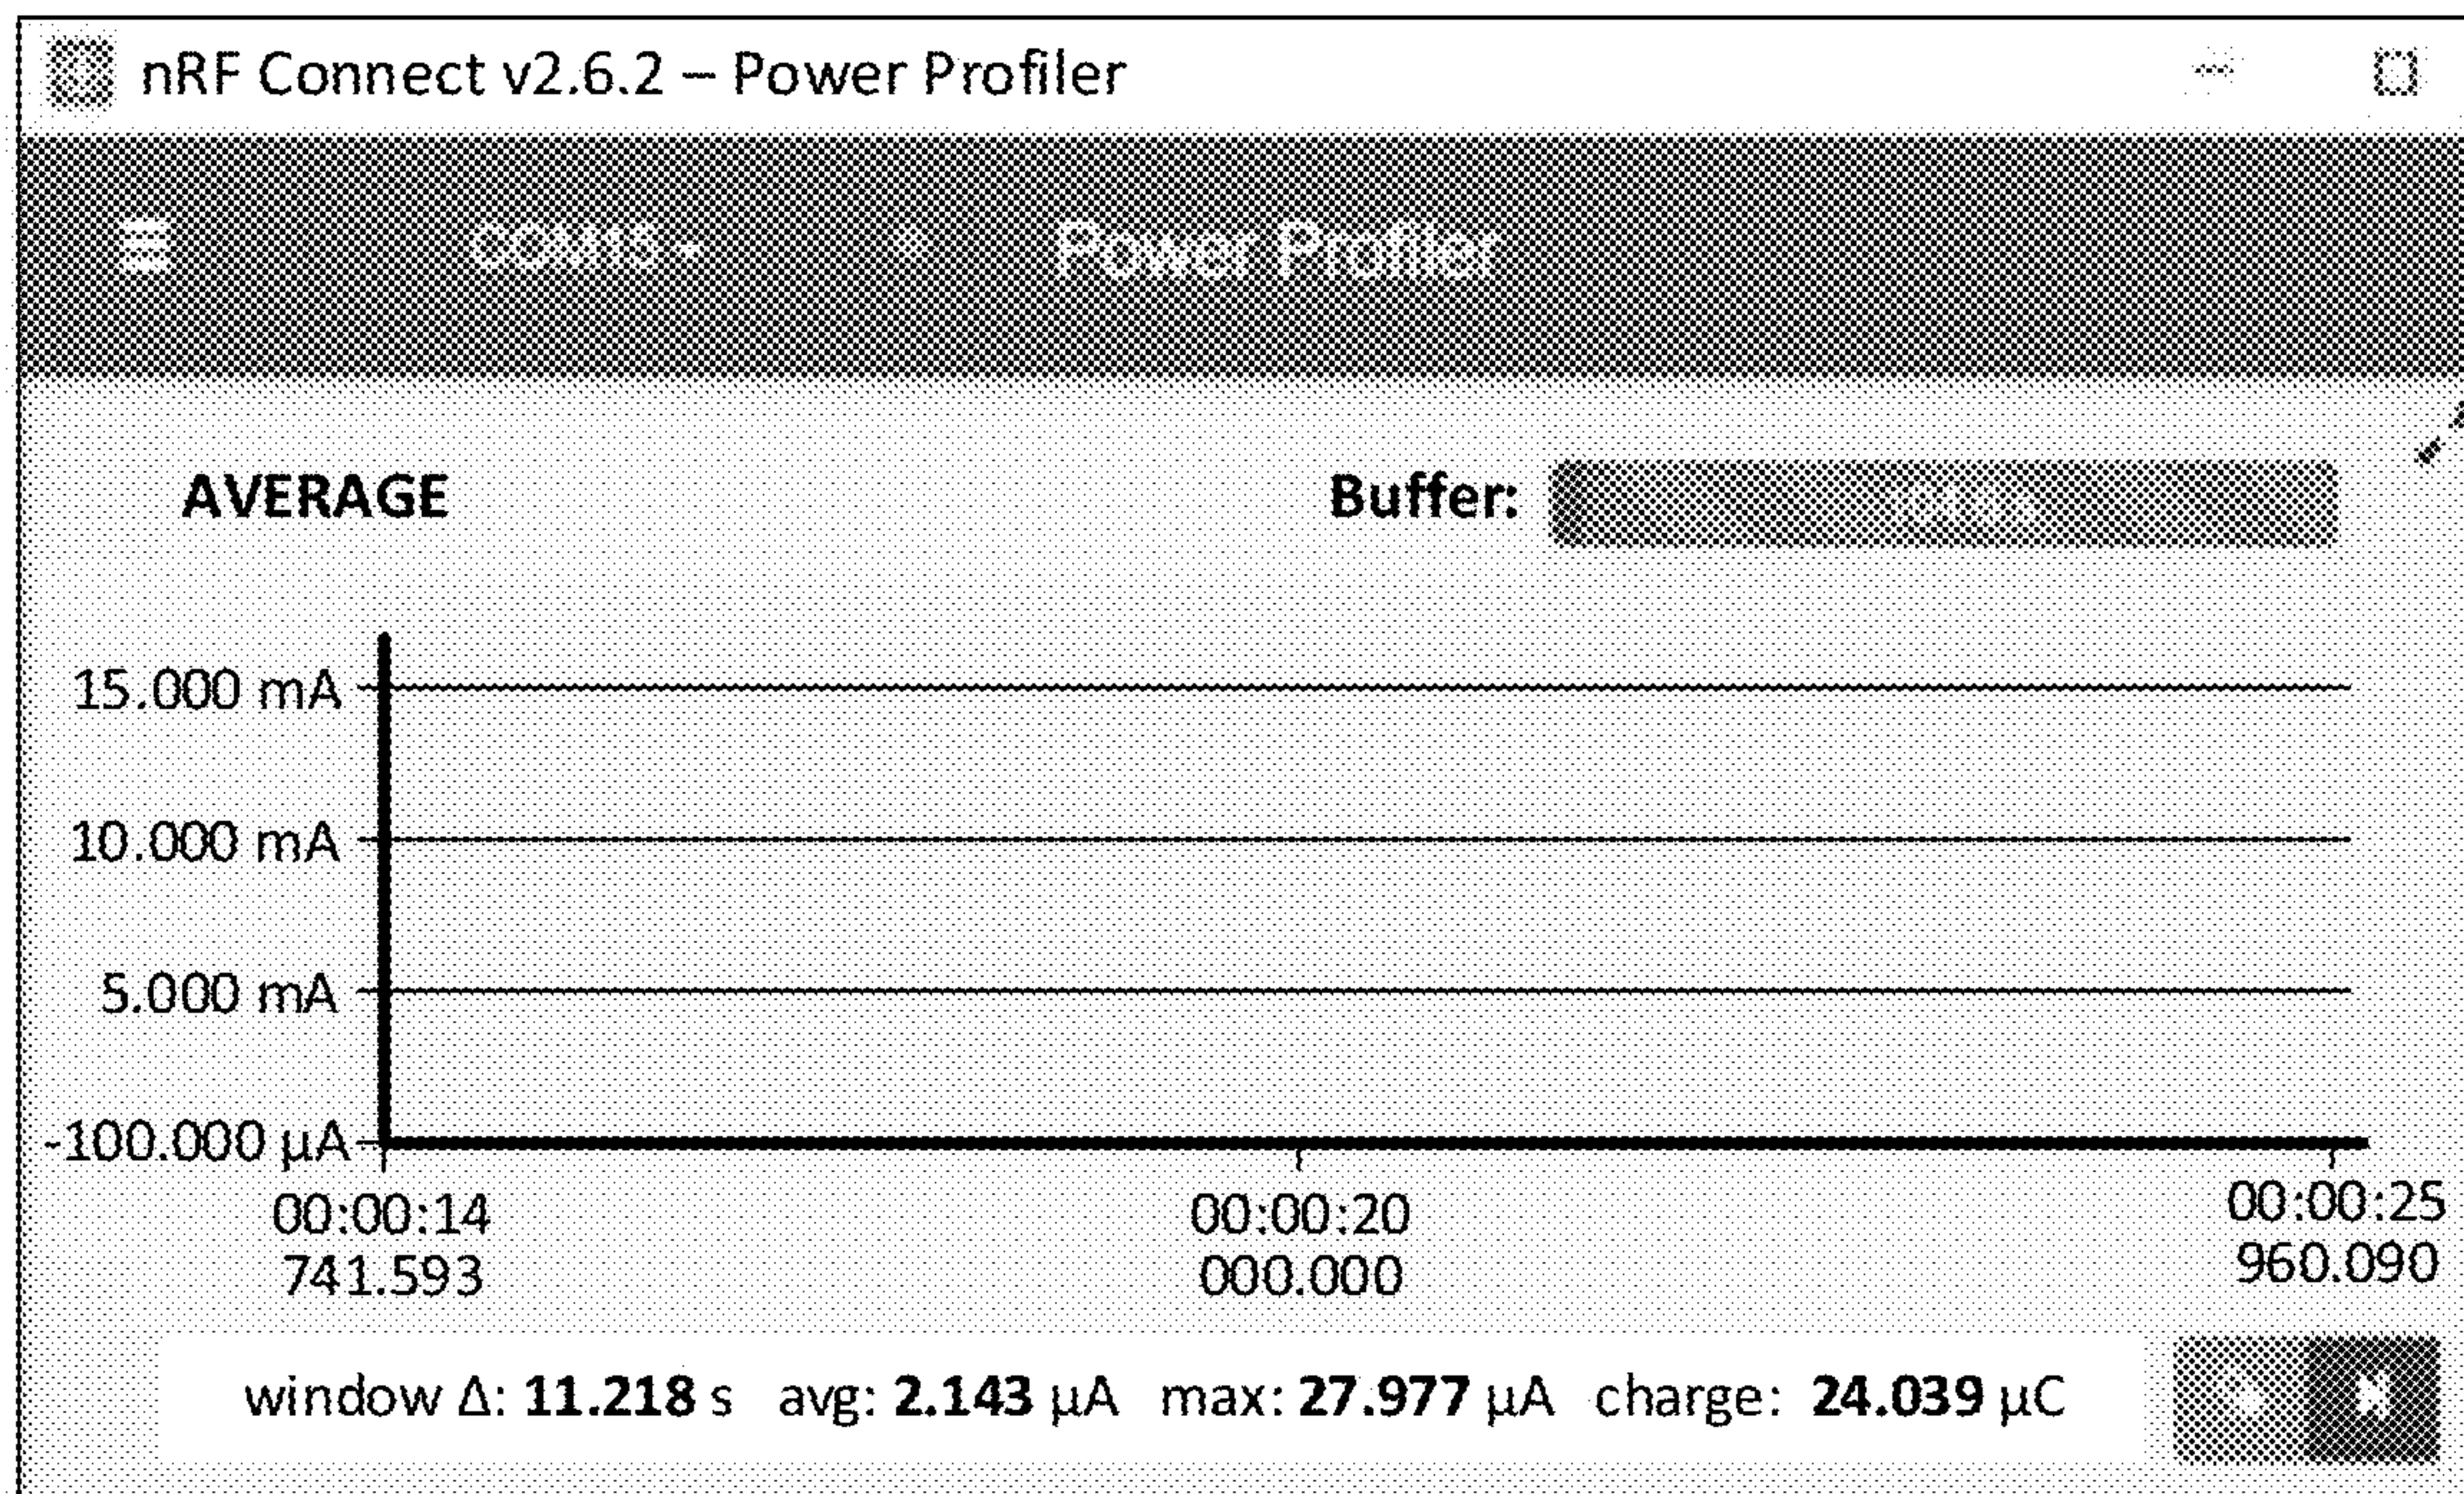 nRF Connect v2.6.2 – Power Profiler
COM15
Power Profiler
AVERAGE
Buffer:
15.000 mA
10.000 mA
5.000 mA
-100.000 µA
00:00:14
741.593
00:00:20
000.000
00:00:25
960.090
window Δ: 11.218 s avg: 2.143 µA max: 27.977 µA charge: 24.039 µC